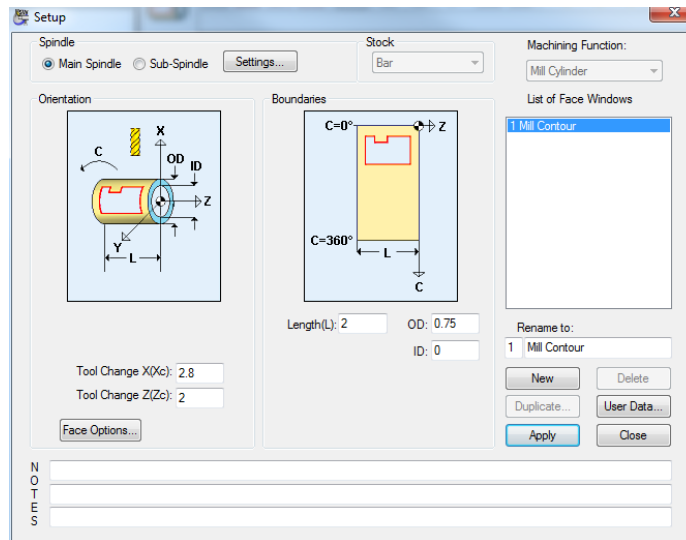 Setup
Spindle
Main Spindle
Sub-Spindle
Settings...
Stock
Bar
Machining Function:
Mill Cylinder
Orientation
X
C
OD
ID
Z
Y
L
Tool Change X(Xc): 2.8
Tool Change Z(Zc): 2
Face Options...
Boundaries
C=0°
Z
C=360°
L
C
Length(L): 2
OD: 0.75
ID: 0
List of Face Windows
1 Mill Contour
Rename to:
1 Mill Contour
New
Delete
Duplicate...
User Data...
Apply
Close
NOTES